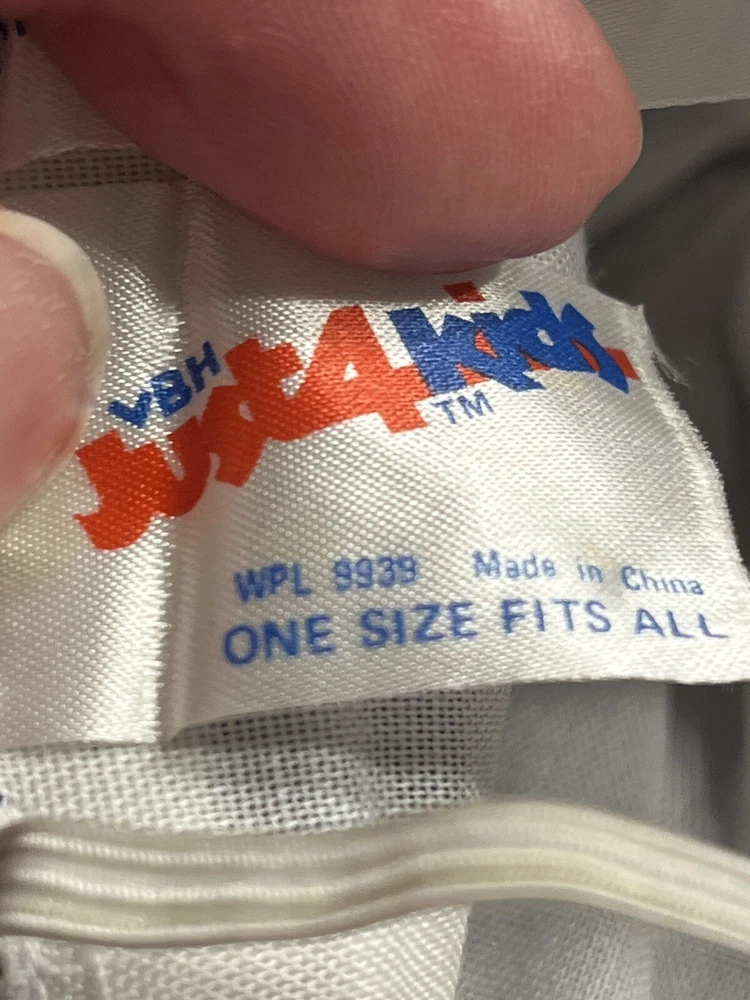 VBH
Just 4 kids
TM
WPL 9939 Made in China
ONE SIZE FITS ALL